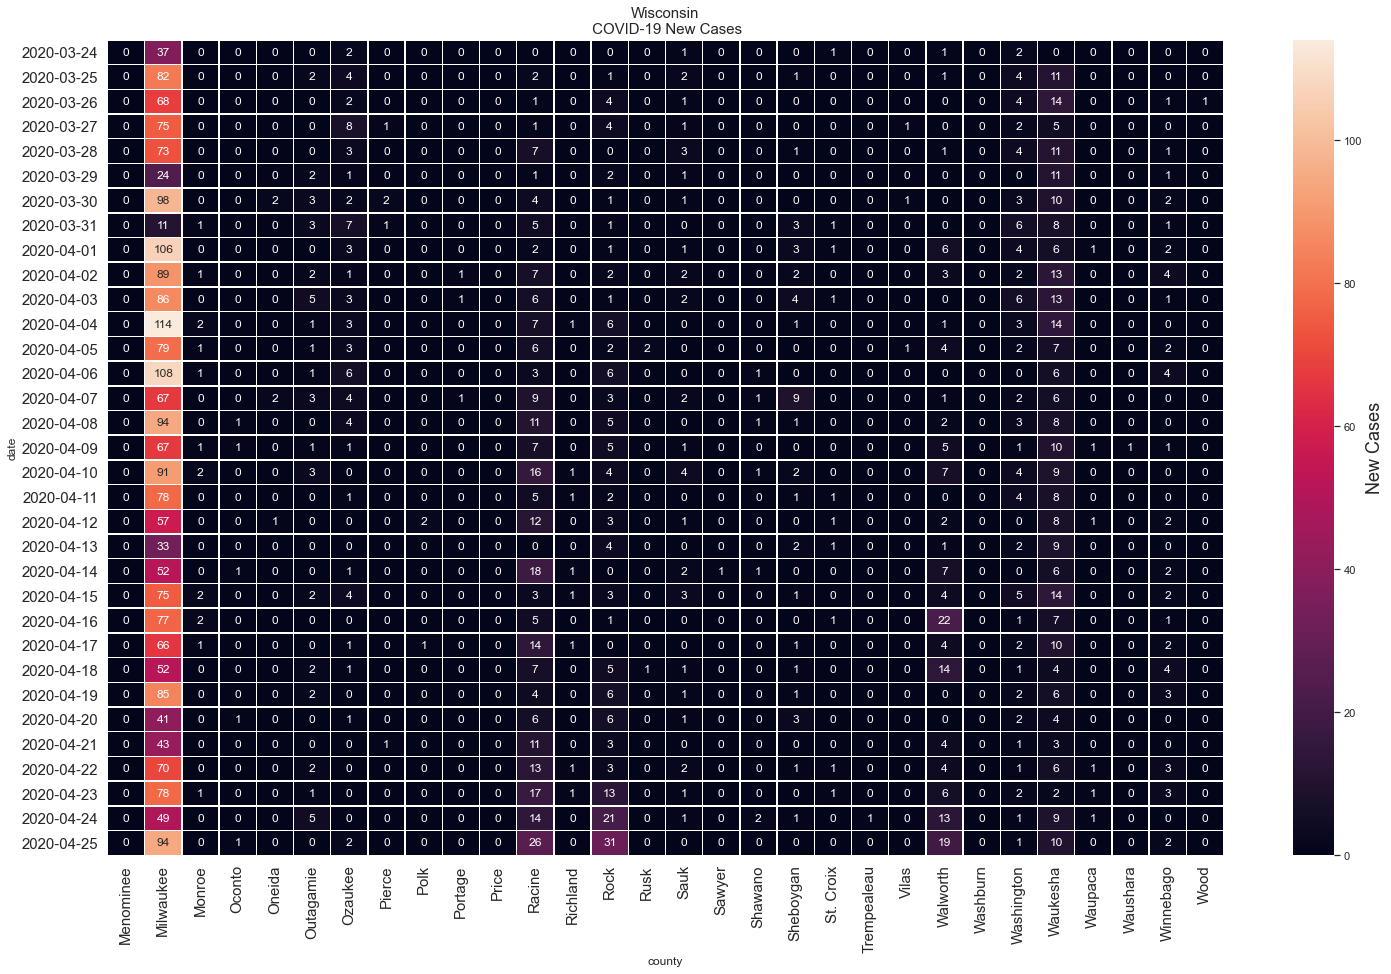 Wisconsin
COVID-19 New Cases
2020-03-24 0 37 0 0 0 0 2 0 0 0 0 0 0 0 0 1 0 0 0 1 0 0 1 0 2 0 0 0 0 0
2020-03-25 0 82 0 0 0 2 4 0 0 0 0 2 0 1 0 2 0 0 1 0 0 0 1 0 4 11 0 0 0 0
2020-03-26 0 68 0 0 0 0 2 0 0 0 0 1 0 4 0 1 0 0 0 0 0 0 0 0 4 14 0 0 1 1
2020-03-27 0 75 0 0 0 0 8 1 0 0 0 1 0 4 0 1 0 0 0 0 0 1 0 0 2 5 0 0 0 0
2020-03-28 0 73 0 0 0 0 3 0 0 0 0 7 0 0 0 3 0 0 1 0 0 0 1 0 4 11 0 0 1 0
2020-03-29 0 24 0 0 0 2 1 0 0 0 0 1 0 2 0 1 0 0 0 0 0 0 0 0 0 11 0 0 1 0
2020-03-30 0 98 0 0 2 3 2 2 0 0 0 4 0 1 0 1 0 0 0 0 0 1 0 0 3 10 0 0 2 0
2020-03-31 0 11 1 0 0 3 7 1 0 0 0 5 0 1 0 0 0 0 3 1 0 0 0 0 6 8 0 0 1 0
2020-04-01 0 106 0 0 0 0 3 0 0 0 0 2 0 1 0 1 0 0 3 1 0 0 6 0 4 6 1 0 2 0
2020-04-02 0 89 1 0 0 2 1 0 0 1 0 7 0 2 0 2 0 0 2 0 0 0 3 0 2 13 0 0 4 0
2020-04-03 0 86 0 0 0 5 3 0 0 1 0 6 0 1 0 2 0 0 4 1 0 0 0 0 6 13 0 0 1 0
2020-04-04 0 114 2 0 0 1 3 0 0 0 0 7 1 6 0 0 0 0 1 0 0 0 1 0 3 14 0 0 0 0
2020-04-05 0 79 1 0 0 1 3 0 0 0 0 6 0 2 2 0 0 0 0 0 0 1 4 0 2 7 0 0 2 0
2020-04-06 0 108 1 0 0 1 6 0 0 0 0 3 0 6 0 0 0 1 0 0 0 0 0 0 0 6 0 0 4 0
2020-04-07 0 67 0 0 2 3 4 0 0 1 0 9 0 3 0 2 0 1 9 0 0 0 1 0 2 6 0 0 0 0
2020-04-08 0 94 0 1 0 0 4 0 0 0 0 11 0 5 0 0 0 1 1 0 0 0 2 0 3 8 0 0 0 0
2020-04-09 0 67 1 1 0 1 1 0 0 0 0 7 0 5 0 1 0 0 0 0 0 0 5 0 1 10 1 1 1 0
2020-04-10 0 91 2 0 0 3 0 0 0 0 0 16 1 4 0 4 0 1 2 0 0 0 7 0 4 9 0 0 0 0
2020-04-11 0 78 0 0 0 0 1 0 0 0 0 5 1 2 0 0 0 0 1 1 0 0 0 0 4 8 0 0 0 0
2020-04-12 0 57 0 0 1 0 0 0 2 0 0 12 0 3 0 1 0 0 0 1 0 0 2 0 0 8 1 0 2 0
2020-04-13 0 33 0 0 0 0 0 0 0 0 0 0 0 4 0 0 0 0 2 1 0 0 1 0 2 9 0 0 0 0
2020-04-14 0 52 0 1 0 0 1 0 0 0 0 18 1 0 0 2 1 1 0 0 0 0 7 0 0 6 0 0 2 0
2020-04-15 0 75 2 0 0 2 4 0 0 0 0 3 1 3 0 3 0 0 1 0 0 0 4 0 5 14 0 0 2 0
2020-04-16 0 77 2 0 0 0 0 0 0 0 0 5 0 1 0 0 0 0 0 1 0 0 22 0 1 7 0 0 1 0
2020-04-17 0 66 1 0 0 0 1 0 1 0 0 14 1 0 0 0 0 0 1 0 0 0 4 0 2 10 0 0 2 0
2020-04-18 0 52 0 0 0 2 1 0 0 0 0 7 0 5 1 1 0 0 1 0 0 0 14 0 1 4 0 0 4 0
2020-04-19 0 85 0 0 0 2 0 0 0 0 0 4 0 6 0 1 0 0 1 0 0 0 0 0 2 6 0 0 3 0
2020-04-20 0 41 0 1 0 0 1 0 0 0 0 6 0 6 0 1 0 0 3 0 0 0 0 0 2 4 0 0 0 0
2020-04-21 0 43 0 0 0 0 0 1 0 0 0 11 0 3 0 0 0 0 0 0 0 0 4 0 1 3 0 0 0 0
2020-04-22 0 70 0 0 0 2 0 0 0 0 0 13 1 3 0 2 0 0 1 1 0 0 4 0 1 6 1 0 3 0
2020-04-23 0 78 1 0 0 1 0 0 0 0 0 17 1 13 0 1 0 0 0 1 0 0 6 0 2 2 1 0 3 0
2020-04-24 0 49 0 0 0 5 0 0 0 0 0 14 0 21 0 1 0 2 1 0 1 0 13 0 1 9 1 0 0 0
2020-04-25 0 94 0 1 0 0 2 0 0 0 0 26 0 31 0 0 0 0 0 0 0 0 19 0 1 10 0 0 2 0
date
Menominee Milwaukee Monroe Oconto Oneida Outagamie Ozaukee Pierce Polk Portage Price Racine Richland Rock Rusk Sauk Sawyer Shawano Sheboygan St. Croix Trempealeau Vilas Walworth Washburn Washington Waukesha Waupaca Waushara Winnebago Wood
county
100
80
60
40
20
0
New Cases